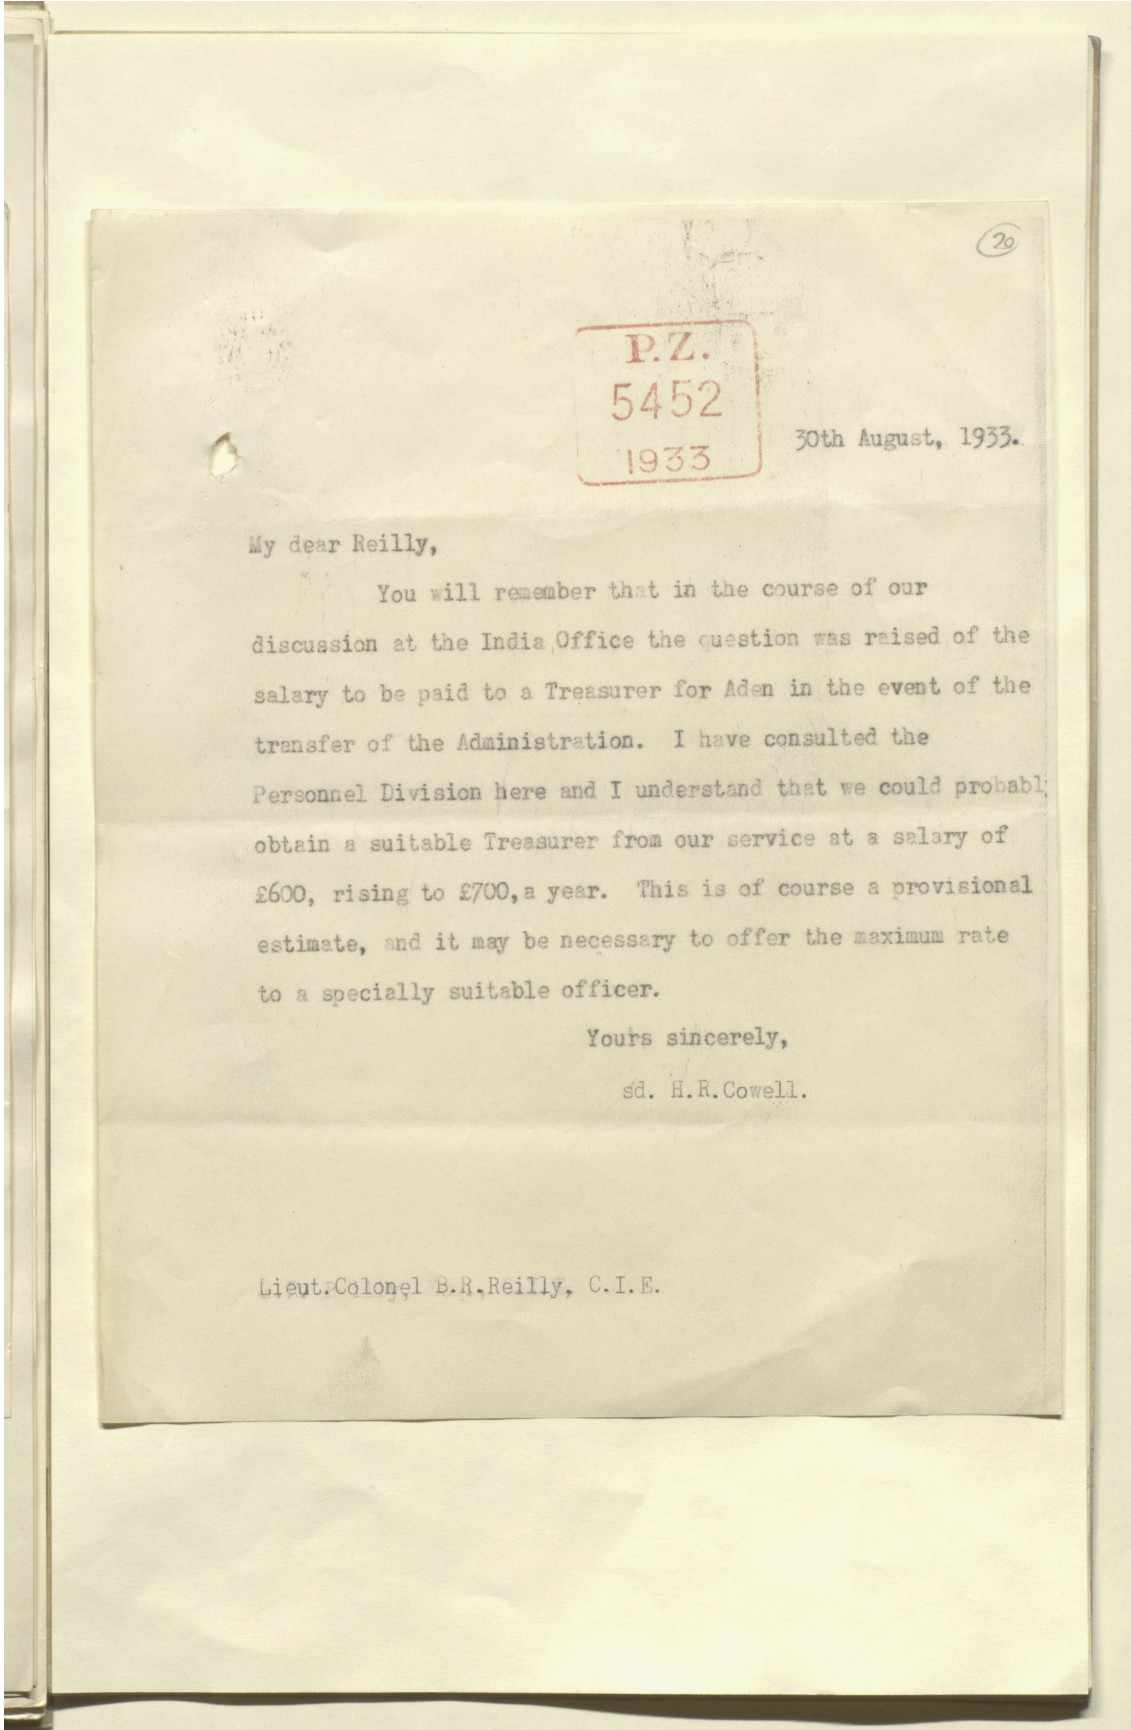 20
P.Z.
5452
1933
30th August, 1933.
My dear Reilly,
You will remember that in the course of our
discussion at the India Office the question was raised of the
salary to be paid to a Treasurer for Aden in the event of the
transfer of the Administration. I have consulted the
Personnel Division here and I understand that we could probably
obtain a suitable Treasurer from our service at a salary of
£600, rising to £700, a year. This is of course a provisional
estimate, and it may be necessary to offer the maximum rate
to a specially suitable officer.
Yours sincerely,
sd. H.R.Cowell.
Lieut.Colonel B.R.Reilly, C.I.E.